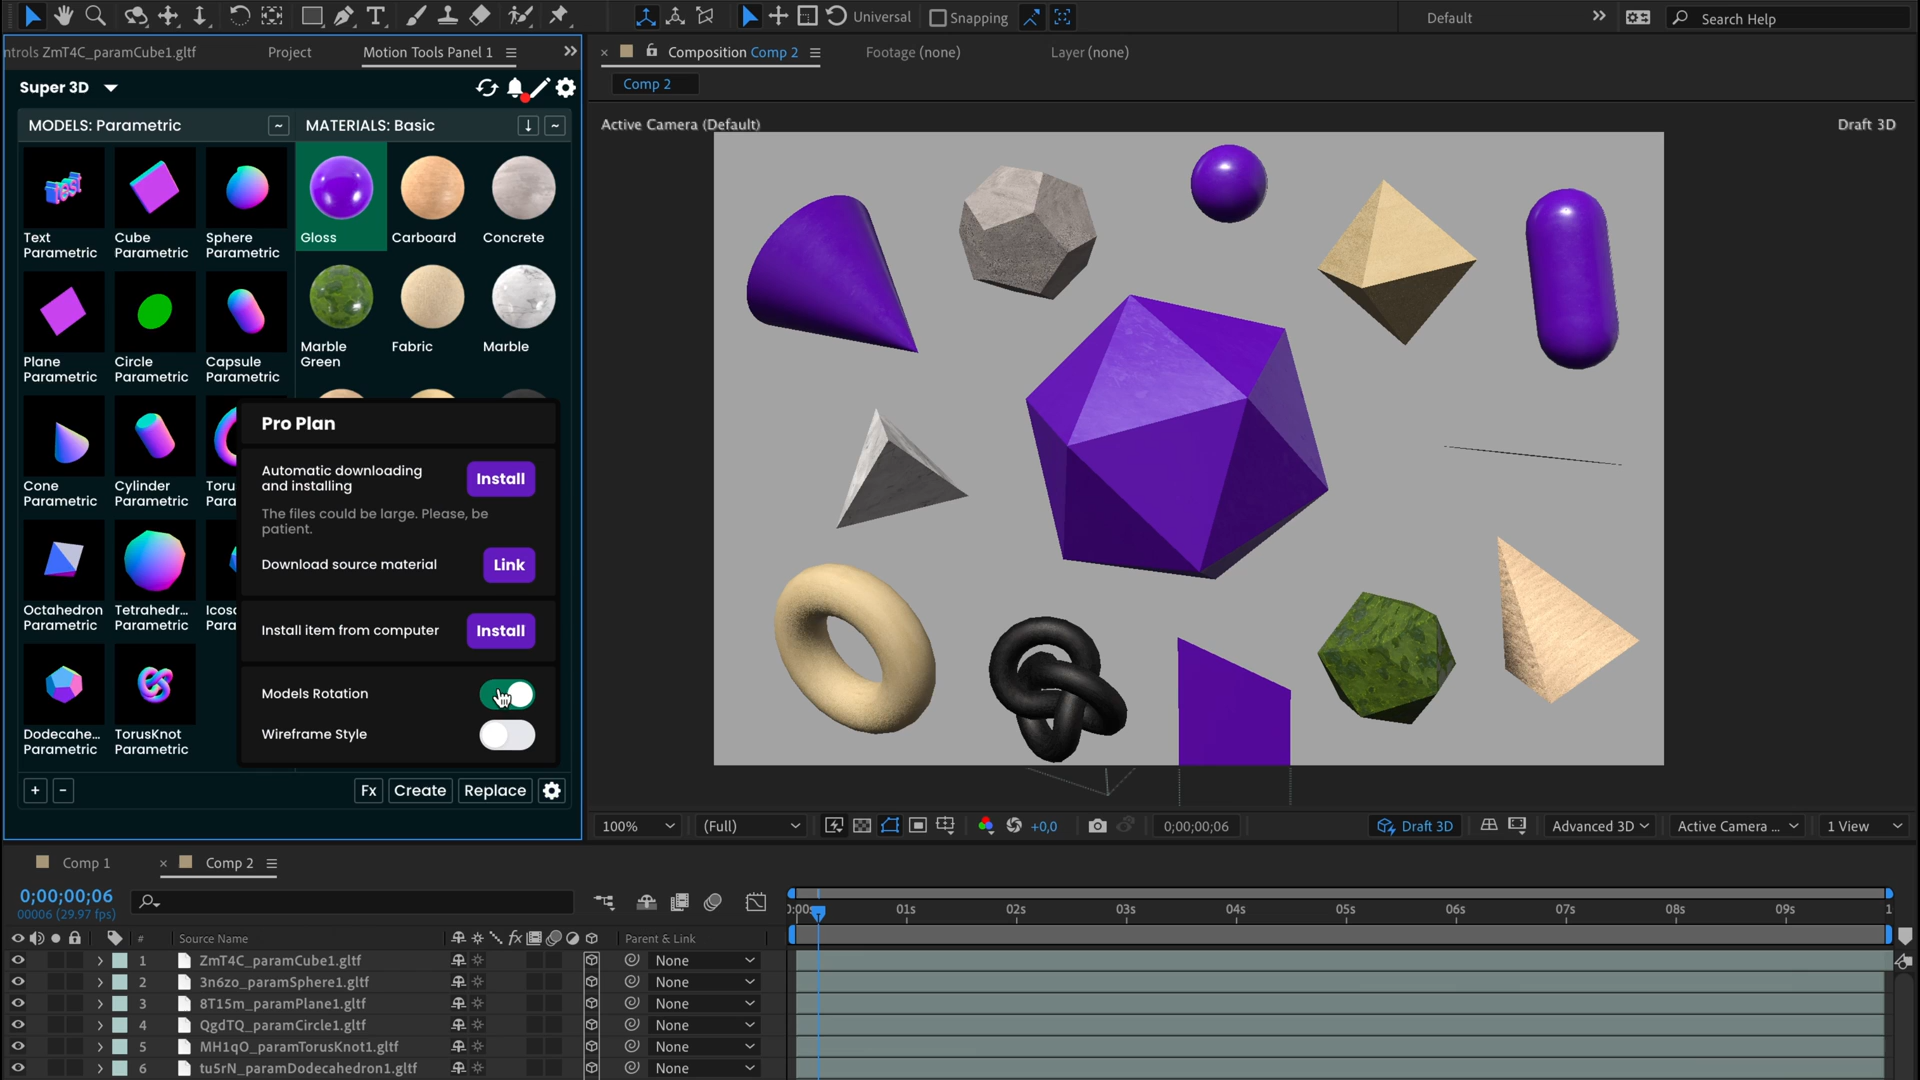 Universal
Snapping
Default
Search Help
ntrols ZmT4C_paramCube1.gltf
Project
Motion Tools Panel 1
Composition Comp 2
Footage (none)
Layer (none)
Comp 2
Super 3D
Active Camera (Default)
Draft 3D
MODELS: Parametric
MATERIALS: Basic
Text
Parametric
Cube
Parametric
Sphere
Parametric
Gloss
Carboard
Concrete
Plane
Parametric
Circle
Parametric
Capsule
Parametric
Marble
Green
Fabric
Marble
Cone
Parametric
Cylinder
Parametric
Toru
Para
Octahedron
Parametric
Tetrahedr...
Parametric
Icosc
Para
Dodecahe...
Parametric
TorusKnot
Parametric
Pro Plan
Automatic downloading
and installing
Install
The files could be large. Please, be
patient.
Download source material
Link
Install item from computer
Install
Models Rotation
Wireframe Style
+
-
Fx
Create
Replace
100%
(Full)
+0,0
0;00;00;06
Draft 3D
Advanced 3D
Active Camera ...
1 View
Comp 1
Comp 2
0;00;00;06
00006 (29.97 fps)
0:00s
01s
02s
03s
04s
05s
06s
07s
08s
09s
1
#
Source Name
fx
Parent & Link
1 ZmT4C_paramCube1.gltf None
2 3n6zo_paramSphere1.gltf None
3 8T15m_paramPlane1.gltf None
4 QgdTQ_paramCircle1.gltf None
5 MH1qO_paramTorusKnot1.gltf None
6 tu5rN_paramDodecahedron1.gltf None